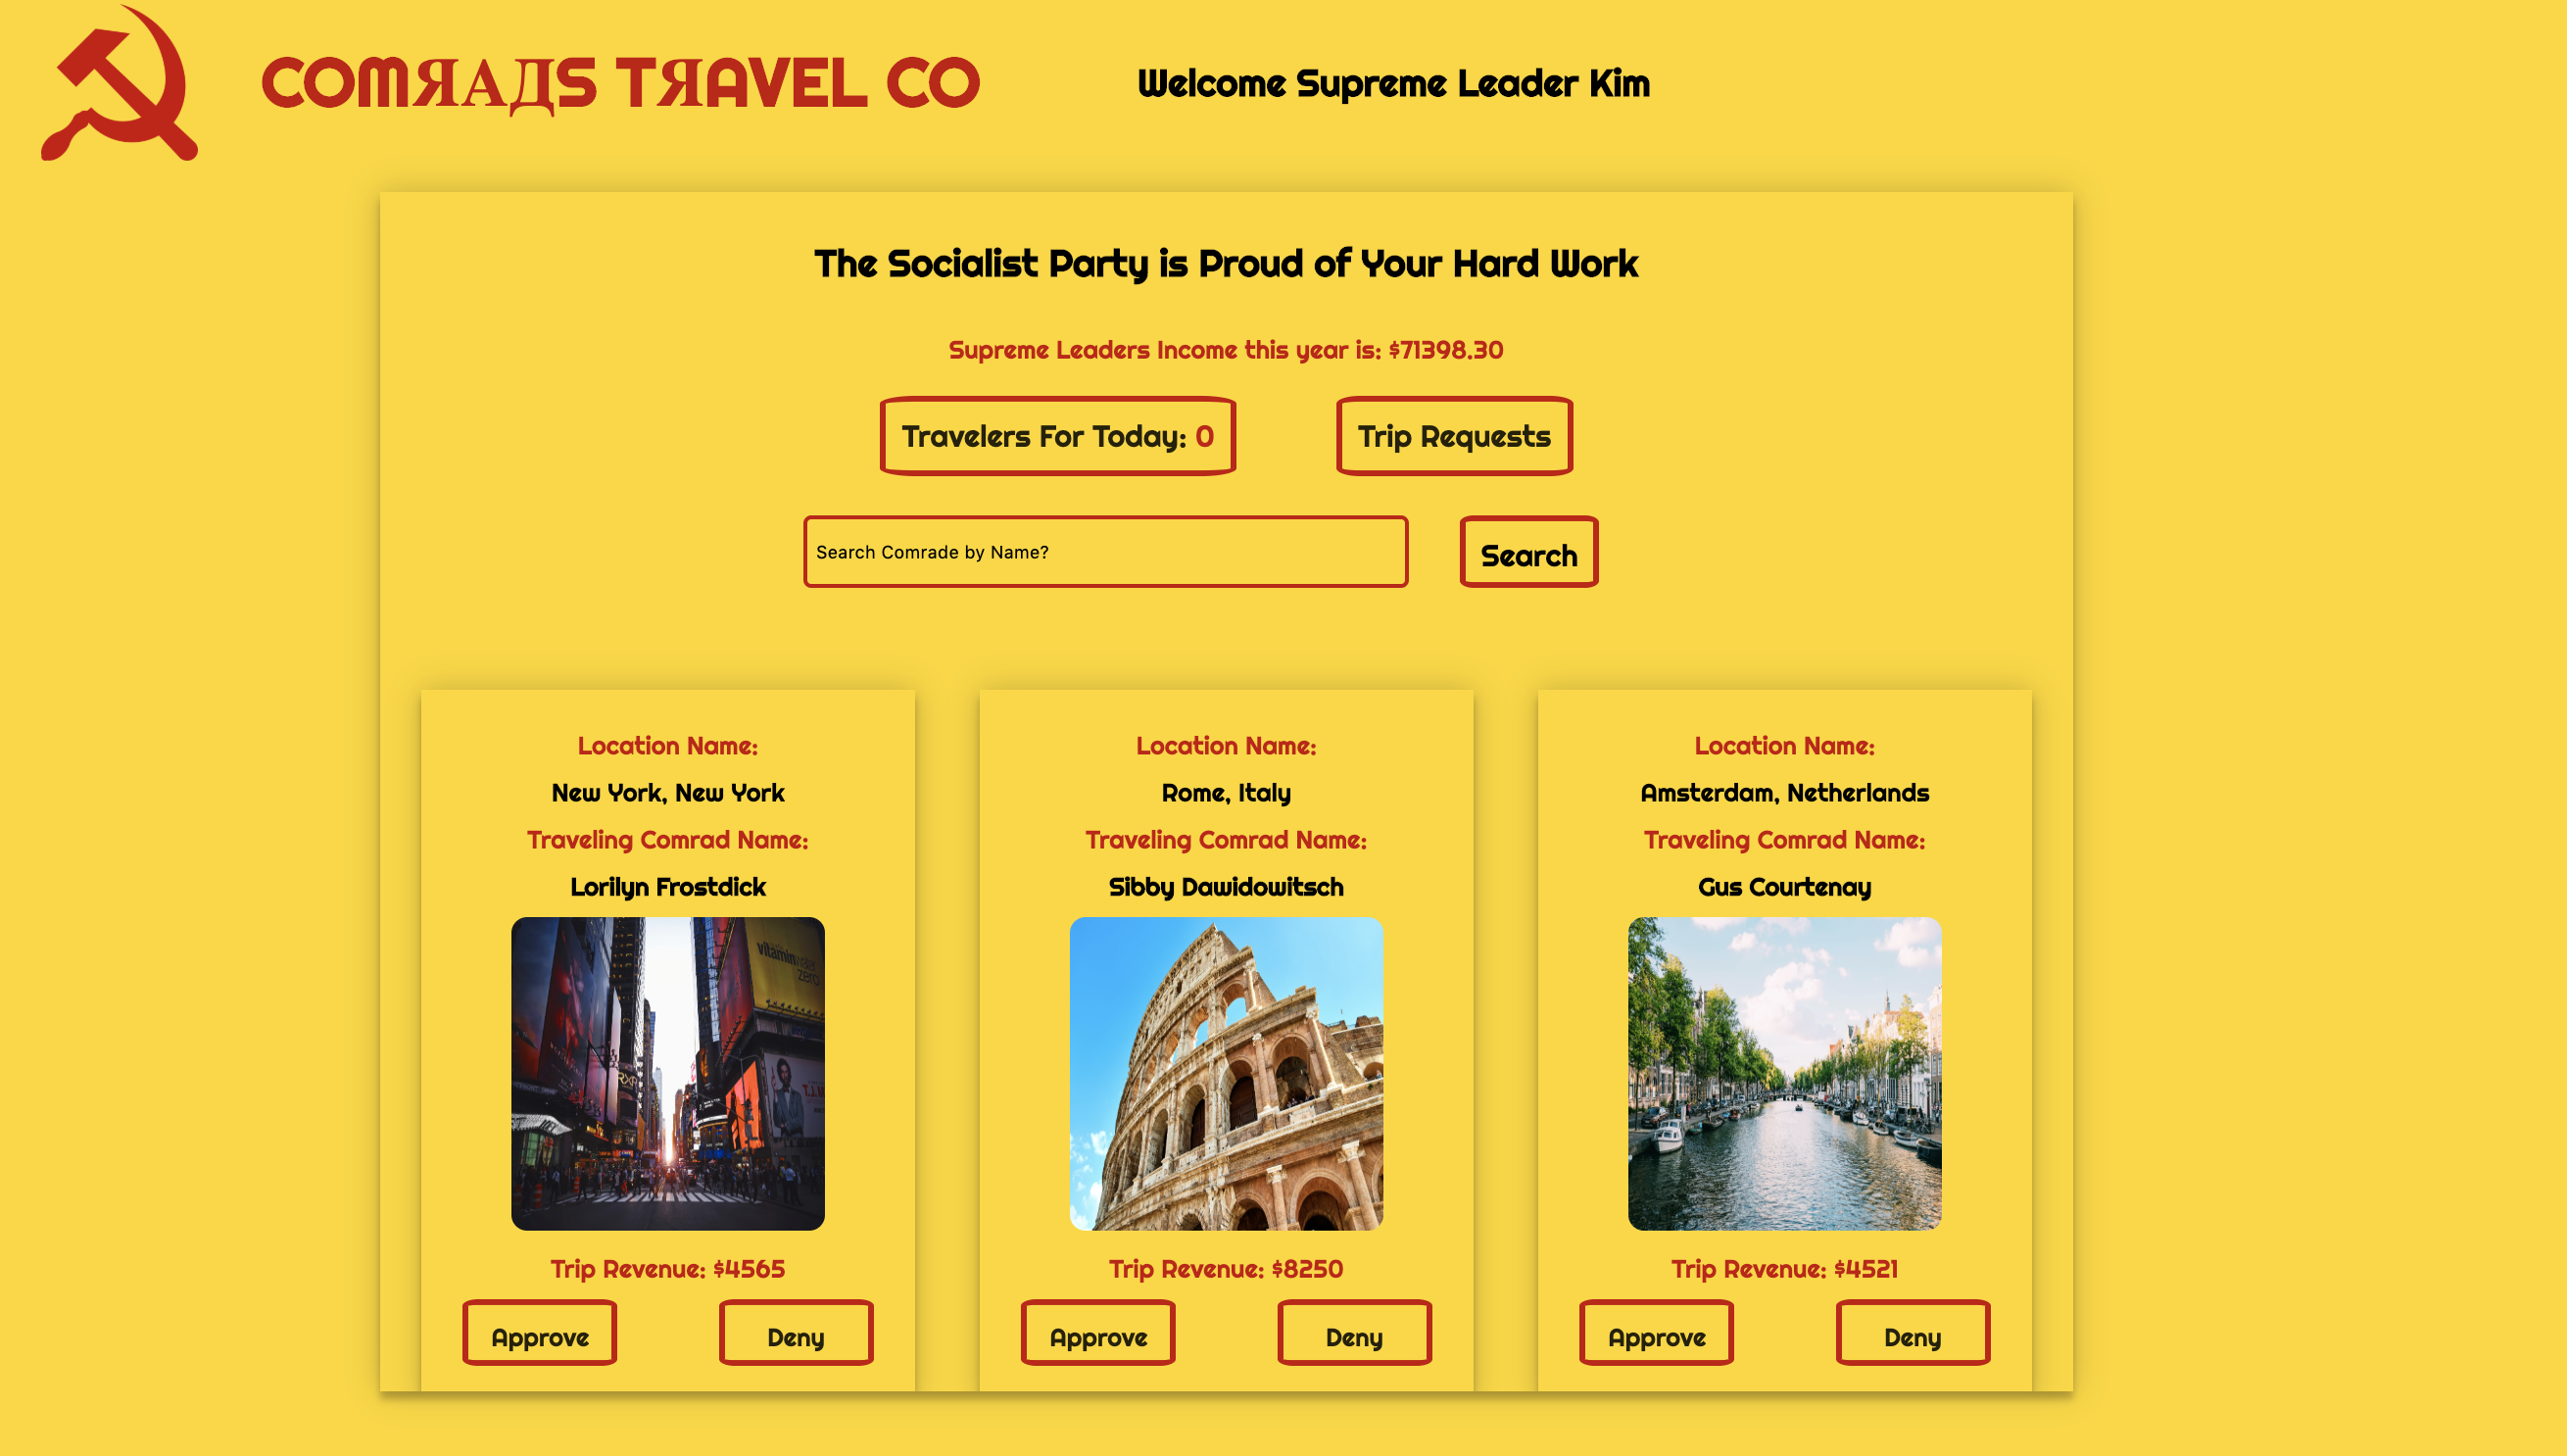 COMЯAДS TЯAVEL CO
Welcome Supreme Leader Kim
The Socialist Party is Proud of Your Hard Work
Supreme Leaders Income this year is: $71398.30
Travelers For Today: 0
Trip Requests
Search Comrade by Name?
Search
Location Name:
New York, New York
Traveling Comrad Name:
Lorilyn Frostdick
vitaminwater
zero
Trip Revenue: $4565
Approve
Deny
Location Name:
Rome, Italy
Traveling Comrad Name:
Sibby Dawidowitsch
Trip Revenue: $8250
Approve
Deny
Location Name:
Amsterdam, Netherlands
Traveling Comrad Name:
Gus Courtenay
Trip Revenue: $4521
Approve
Deny